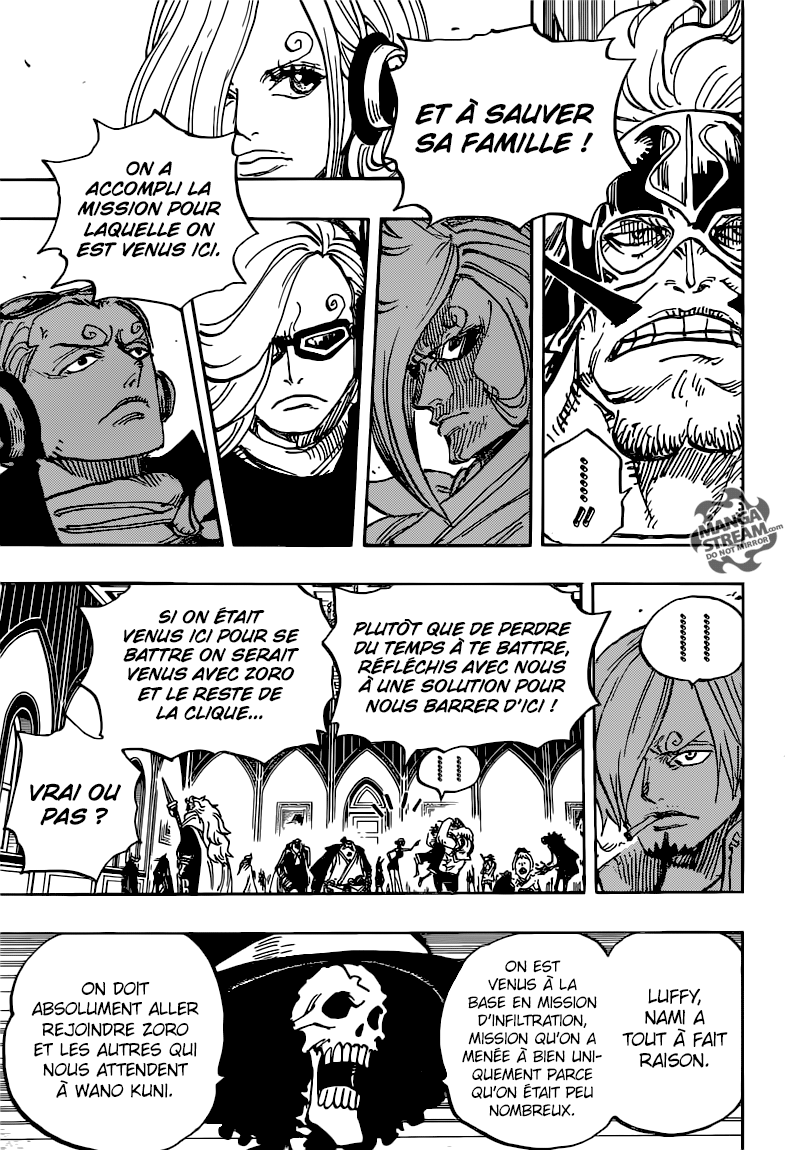 ET À SAUVER
SA FAMILLE !
ON A
ACCOMPLI LA
MISSION POUR
LAQUELLE ON
EST VENUS ICI.
!!
MANGA
STREAM.com
DO NOT MIRROR
PLUTÔT QUE DE PERDRE
DU TEMPS À TE BATTRE,
RÉFLÉCHIS AVEC NOUS
À UNE SOLUTION POUR
NOUS BARRER D'ICI !
SI ON ÉTAIT
VENUS ICI POUR SE
BATTRE ON SERAIT
VENUS AVEC ZORO
ET LE RESTE DE
LA CLIQUE...
VRAI OU
PAS ?
LUFFY,
NAMI A
TOUT À FAIT
RAISON.
ON EST
VENUS À LA
BASE EN MISSION
D'INFILTRATION,
MISSION QU'ON A
MENÉE À BIEN UNI-
QUEMENT PARCE
QU'ON ÉTAIT PEU
NOMBREUX.
ON DOIT
ABSOLUMENT ALLER
REJOINDRE ZORO
ET LES AUTRES QUI
NOUS ATTENDENT
À WANO KUNI.